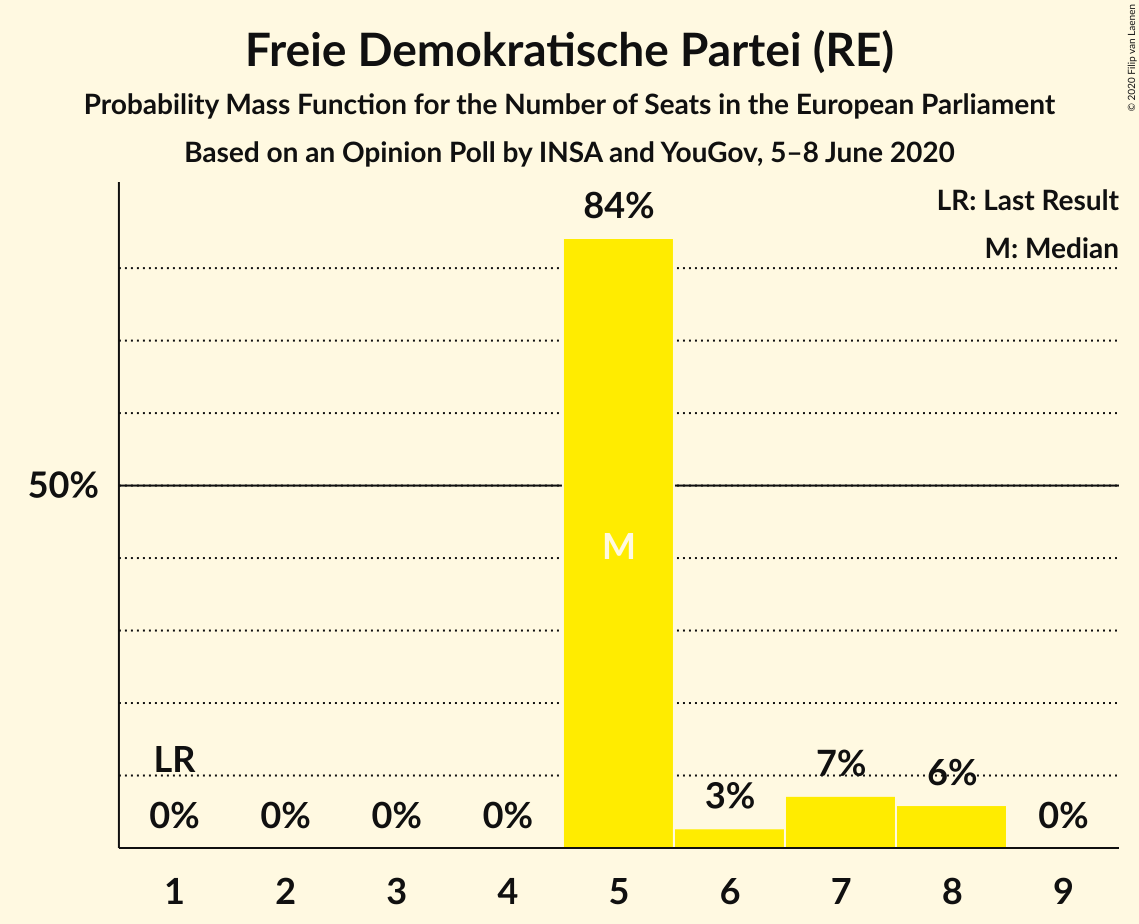 Freie Demokratische Partei (RE)
Probability Mass Function for the Number of Seats in the European Parliament
Based on an Opinion Poll by INSA and YouGov, 5–8 June 2020
© 2020 Filip van Laenen
LR: Last Result
M: Median
84%
50%
M
LR
0%
0%
0%
0%
3%
7%
6%
0%
1 2 3 4 5 6 7 8 9